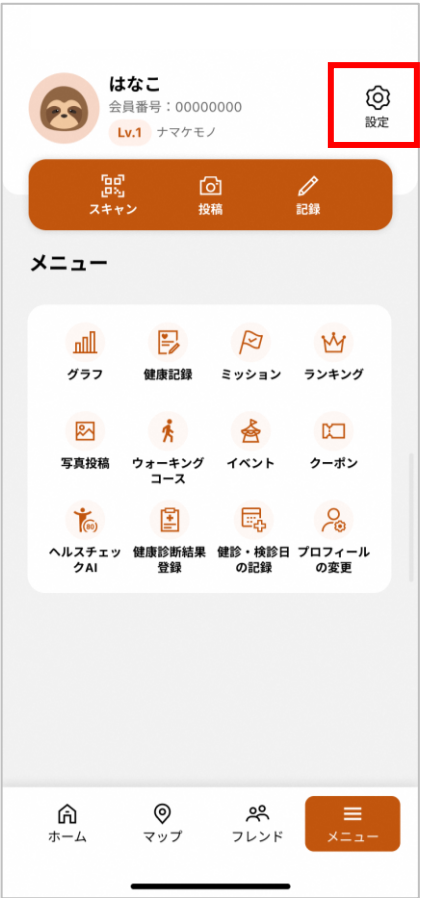 はなこ
会員番号：00000000
Lv.1 ナマケモノ
設定
スキャン 投稿 記録
メニュー
グラフ 健康記録 ミッション ランキング
写真投稿 ウォーキング イベント クーポン
コース
ヘルスチェッ 健康診断結果 健診・検診日 プロフィール
クAI 登録 の記録 の変更
ホーム マップ フレンド メニュー